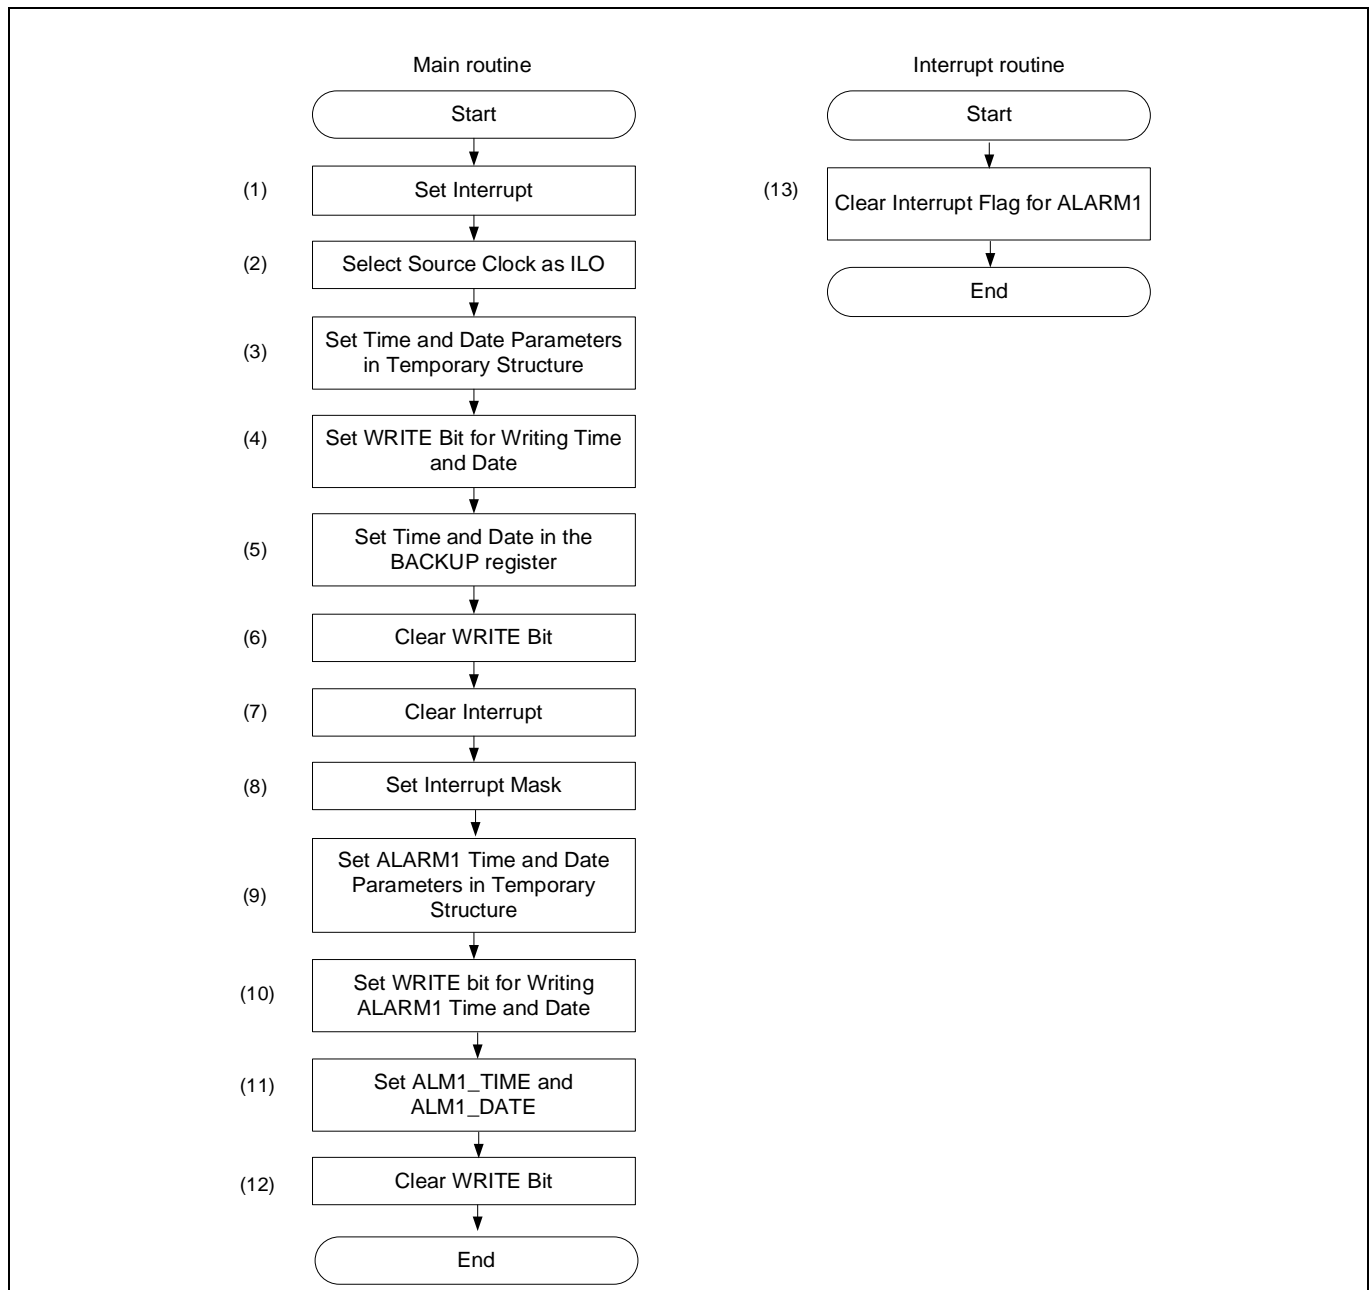 Main routine
Start
(1)
Set Interrupt
(2)
Select Source Clock as ILO
(3)
Set Time and Date Parameters
in Temporary Structure
(4)
Set WRITE Bit for Writing Time
and Date
(5)
Set Time and Date in the
BACKUP register
(6)
Clear WRITE Bit
(7)
Clear Interrupt
(8)
Set Interrupt Mask
(9)
Set ALARM1 Time and Date
Parameters in Temporary
Structure
(10)
Set WRITE bit for Writing
ALARM1 Time and Date
(11)
Set ALM1_TIME and
ALM1_DATE
(12)
Clear WRITE Bit
End
Interrupt routine
Start
(13)
Clear Interrupt Flag for ALARM1
End